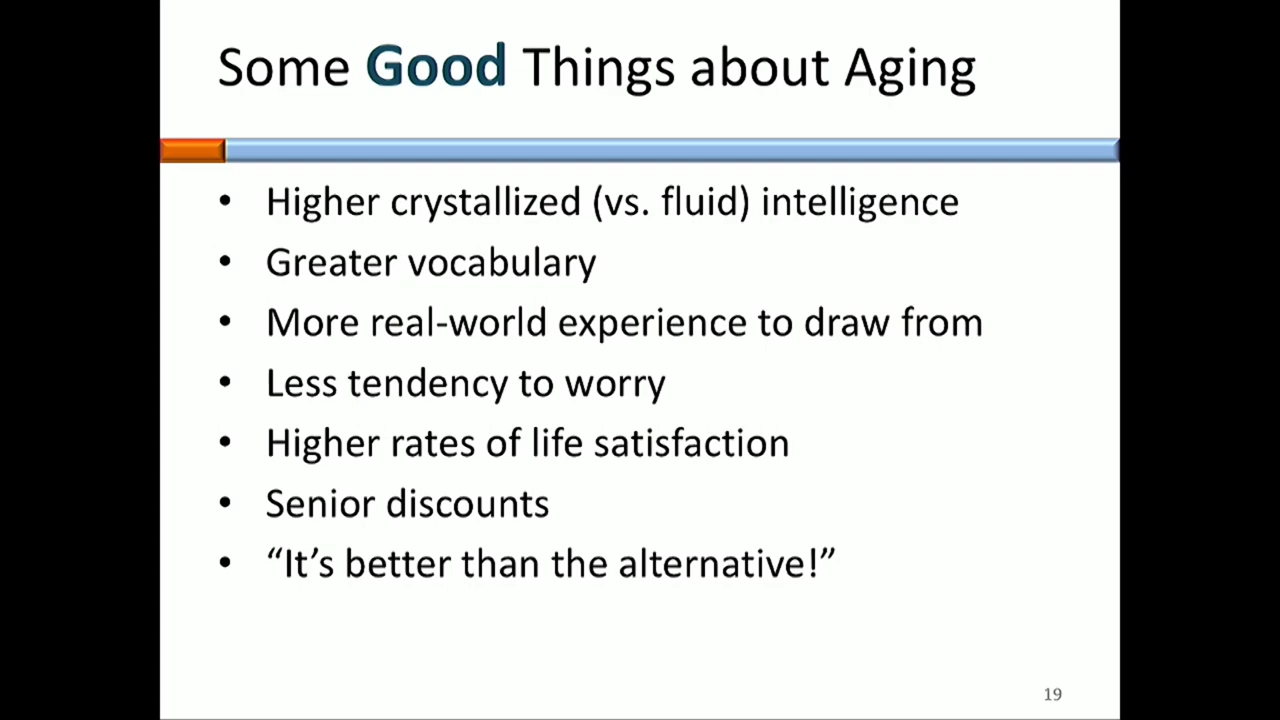 Some Good Things about Aging
• Higher crystallized (vs. fluid) intelligence
• Greater vocabulary
• More real-world experience to draw from
• Less tendency to worry
• Higher rates of life satisfaction
• Senior discounts
• “It’s better than the alternative!”
19